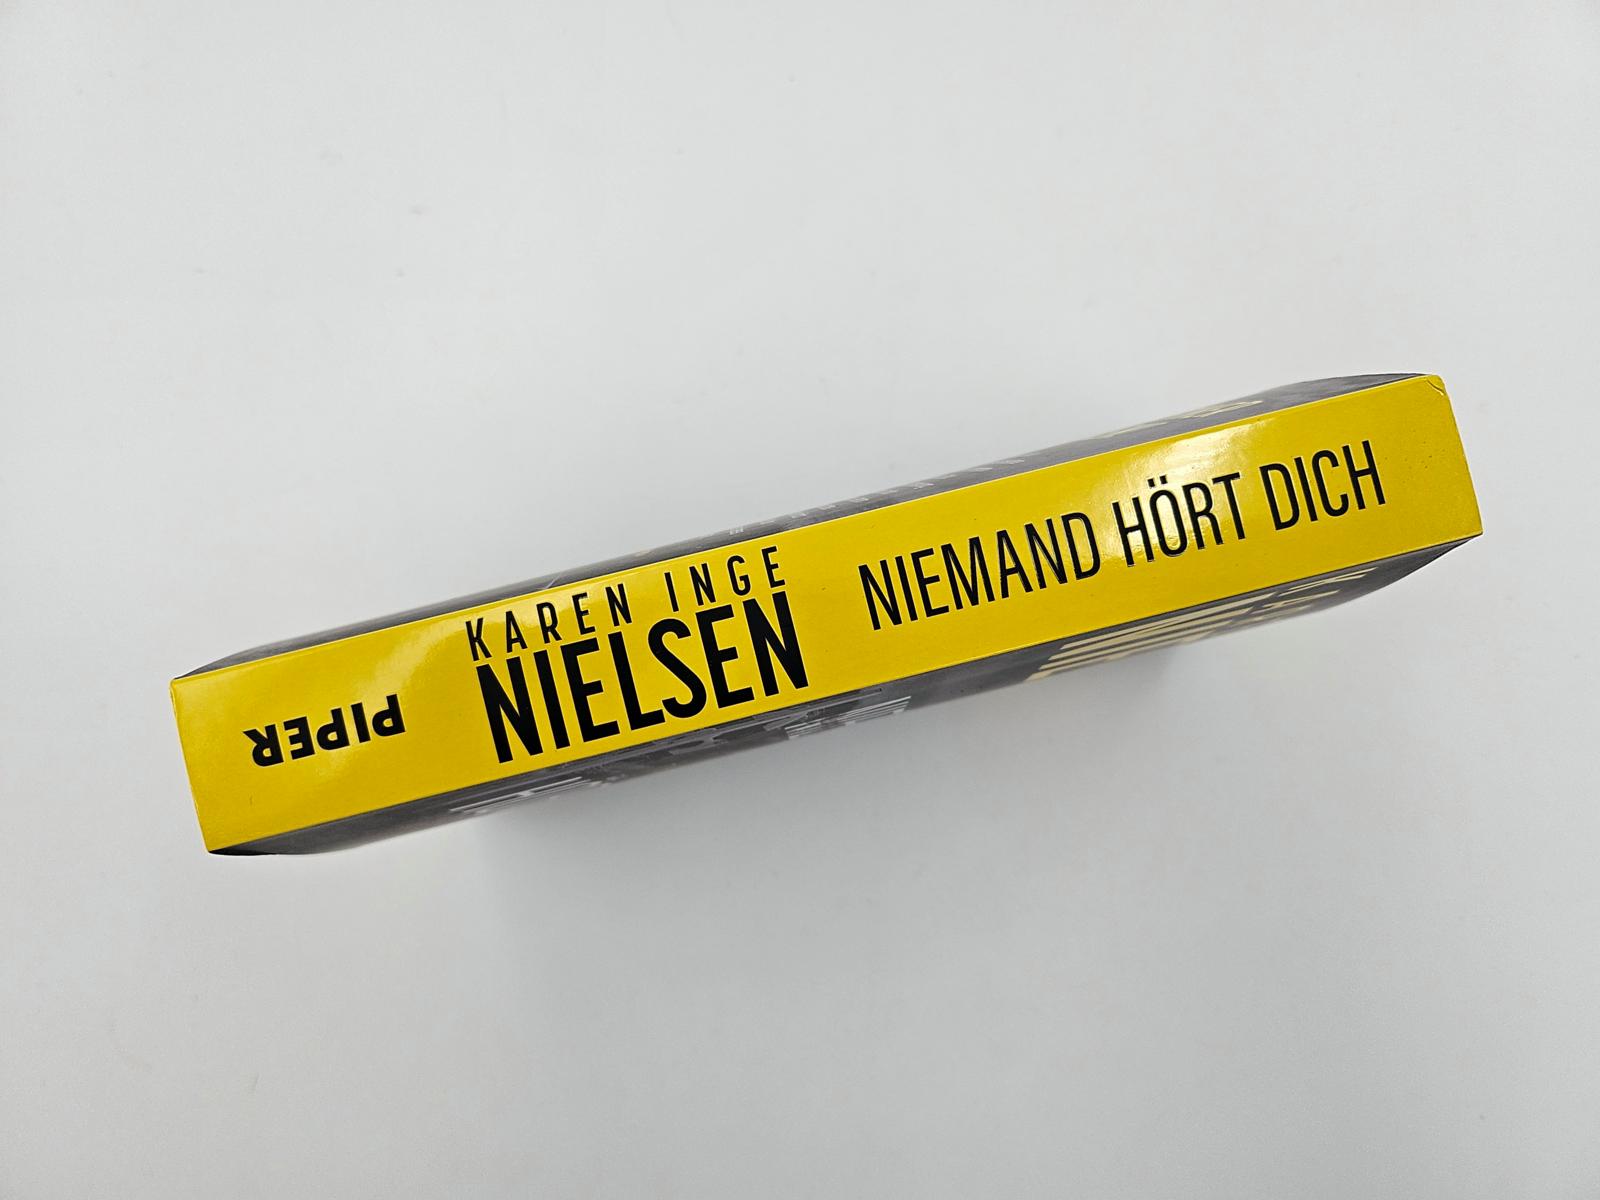 KAREN INGE
NIELSEN
NIEMAND HÖRT DICH
PIPER